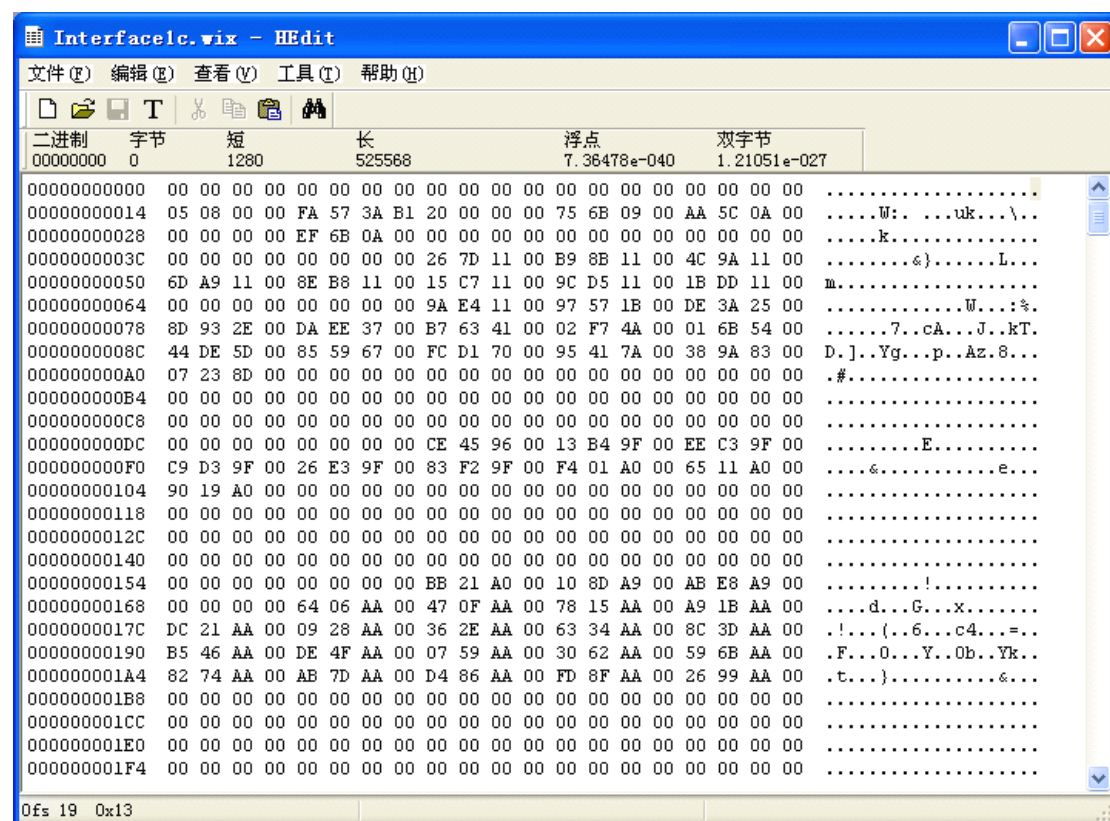 Interface1c.wix - HEdit
文件(F) 编辑(E) 查看(V) 工具(T) 帮助(H)
T
二进制 字节 短 长 浮点 双字节
00000000 0 1280 525568 7.36478e-040 1.21051e-027
00000000000 00 00 00 00 00 00 00 00 00 00 00 00 00 00 00 00 00 00 00 00 ....................
00000000014 05 08 00 00 FA 57 3A B1 20 00 00 00 75 6B 09 00 AA 5C 0A 00 .....W:. ...uk...\..
00000000028 00 00 00 00 EF 6B 0A 00 00 00 00 00 00 00 00 00 00 00 00 00 .....k..............
0000000003C 00 00 00 00 00 00 00 00 26 7D 11 00 B9 8B 11 00 4C 9A 11 00 ........&}......L...
00000000050 6D A9 11 00 8E B8 11 00 15 C7 11 00 9C D5 11 00 1B DD 11 00 m...................
00000000064 00 00 00 00 00 00 00 00 9A E4 11 00 97 57 1B 00 DE 3A 25 00 .............W...:%.
00000000078 8D 93 2E 00 DA EE 37 00 B7 63 41 00 02 F7 4A 00 01 6B 54 00 ......7..cA...J..kT.
0000000008C 44 DE 5D 00 85 59 67 00 FC D1 70 00 95 41 7A 00 38 9A 83 00 D.]..Yg...p..Az.8...
000000000A0 07 23 8D 00 00 00 00 00 00 00 00 00 00 00 00 00 00 00 00 00 .#..................
000000000B4 00 00 00 00 00 00 00 00 00 00 00 00 00 00 00 00 00 00 00 00 ....................
000000000C8 00 00 00 00 00 00 00 00 00 00 00 00 00 00 00 00 00 00 00 00 ....................
000000000DC 00 00 00 00 00 00 00 00 CE 45 96 00 13 B4 9F 00 EE C3 9F 00 .........E..........
000000000F0 C9 D3 9F 00 26 E3 9F 00 83 F2 9F 00 F4 01 A0 00 65 11 A0 00 ....&...........e...
00000000104 90 19 A0 00 00 00 00 00 00 00 00 00 00 00 00 00 00 00 00 00 ....................
00000000118 00 00 00 00 00 00 00 00 00 00 00 00 00 00 00 00 00 00 00 00 ....................
0000000012C 00 00 00 00 00 00 00 00 00 00 00 00 00 00 00 00 00 00 00 00 ....................
00000000140 00 00 00 00 00 00 00 00 00 00 00 00 00 00 00 00 00 00 00 00 ....................
00000000154 00 00 00 00 00 00 00 00 BB 21 A0 00 10 8D A9 00 AB E8 A9 00 .........!..........
00000000168 00 00 00 00 64 06 AA 00 47 0F AA 00 78 15 AA 00 A9 1B AA 00 ....d...G...x.......
0000000017C DC 21 AA 00 09 28 AA 00 36 2E AA 00 63 34 AA 00 8C 3D AA 00 .!...(..6...c4...=..
00000000190 B5 46 AA 00 DE 4F AA 00 07 59 AA 00 30 62 AA 00 59 6B AA 00 .F...O...Y..0b..Yk..
000000001A4 82 74 AA 00 AB 7D AA 00 D4 86 AA 00 FD 8F AA 00 26 99 AA 00 .t...}..........&...
000000001B8 00 00 00 00 00 00 00 00 00 00 00 00 00 00 00 00 00 00 00 00 ....................
000000001CC 00 00 00 00 00 00 00 00 00 00 00 00 00 00 00 00 00 00 00 00 ....................
000000001E0 00 00 00 00 00 00 00 00 00 00 00 00 00 00 00 00 00 00 00 00 ....................
000000001F4 00 00 00 00 00 00 00 00 00 00 00 00 00 00 00 00 00 00 00 00 ....................
Ofs 19 0x13